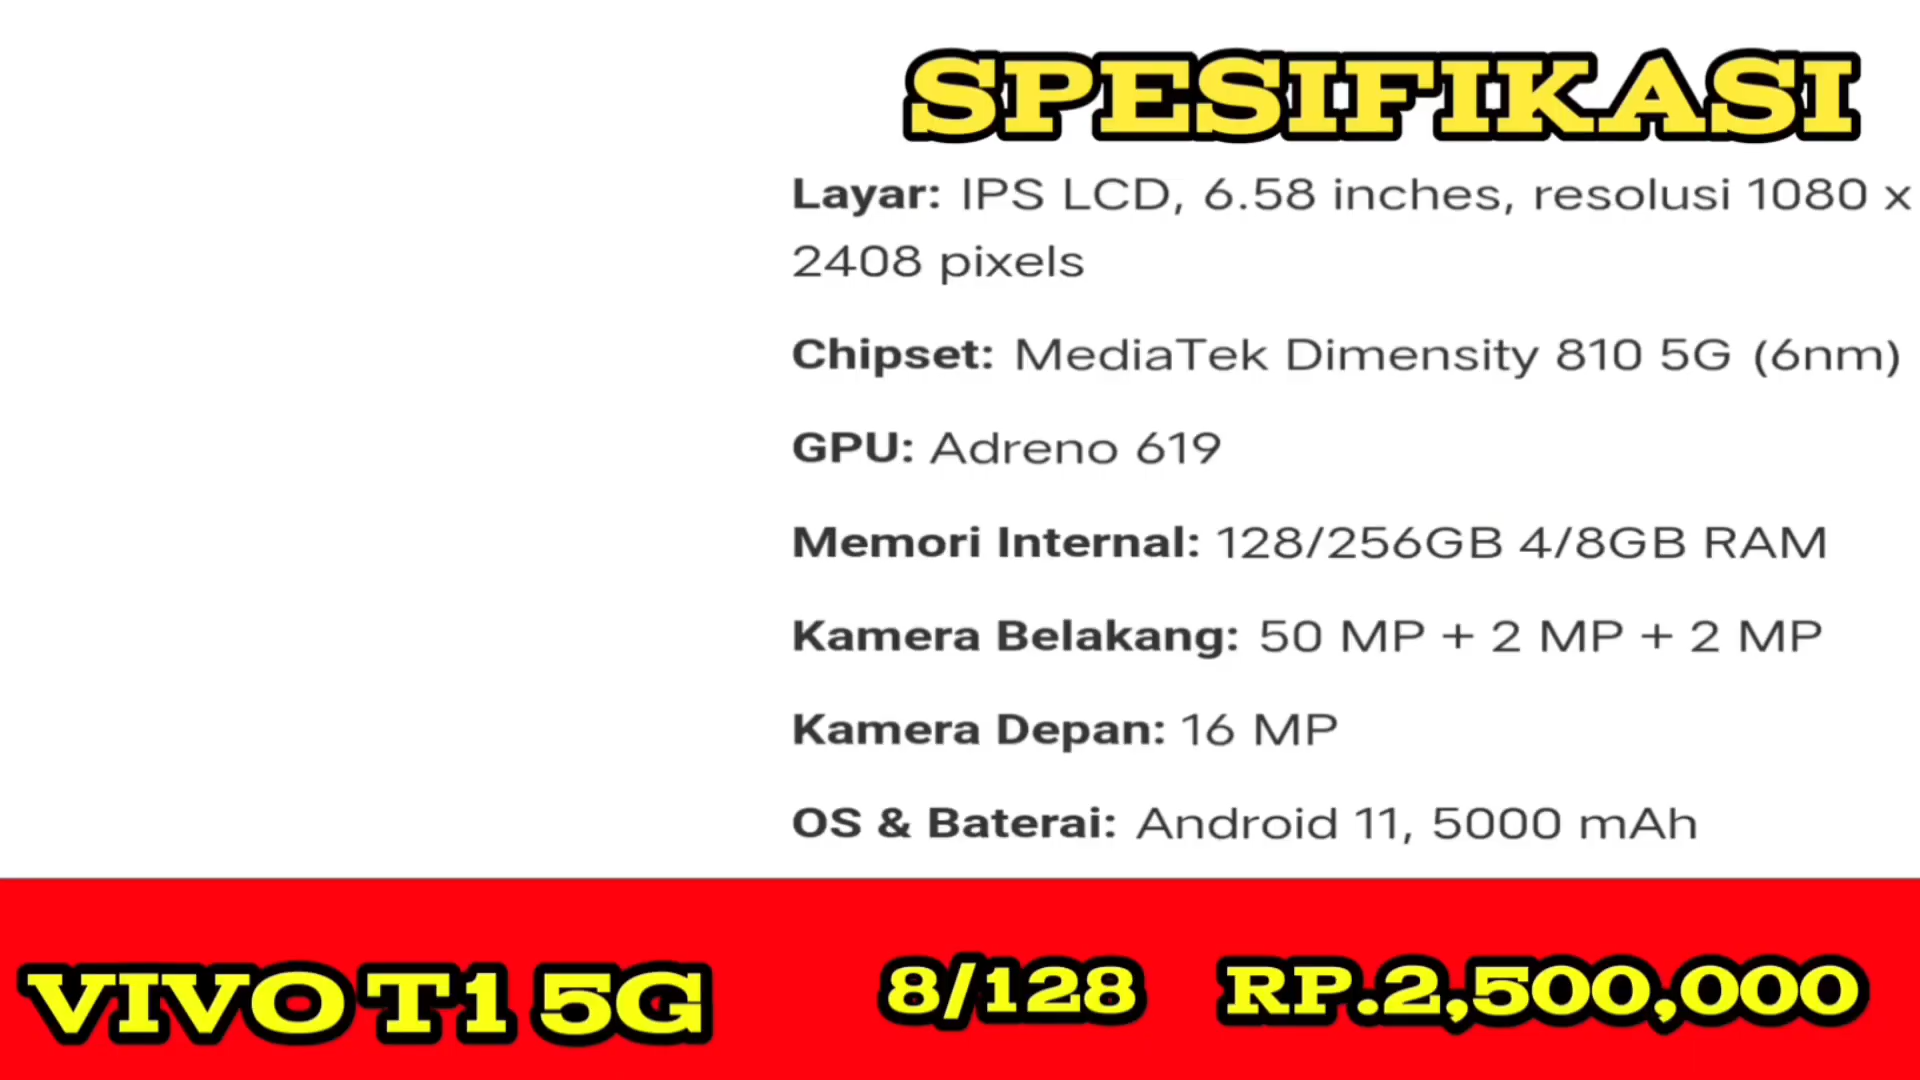 SPESIFIKASI
Layar: IPS LCD, 6.58 inches, resolusi 1080 x
2408 pixels
Chipset: MediaTek Dimensity 810 5G (6nm)
GPU: Adreno 619
Memori Internal: 128/256GB 4/8GB RAM
Kamera Belakang: 50 MP + 2 MP + 2 MP
Kamera Depan: 16 MP
OS & Baterai: Android 11, 5000 mAh
VIVO T1 5G 8/128 RP.2,500,000